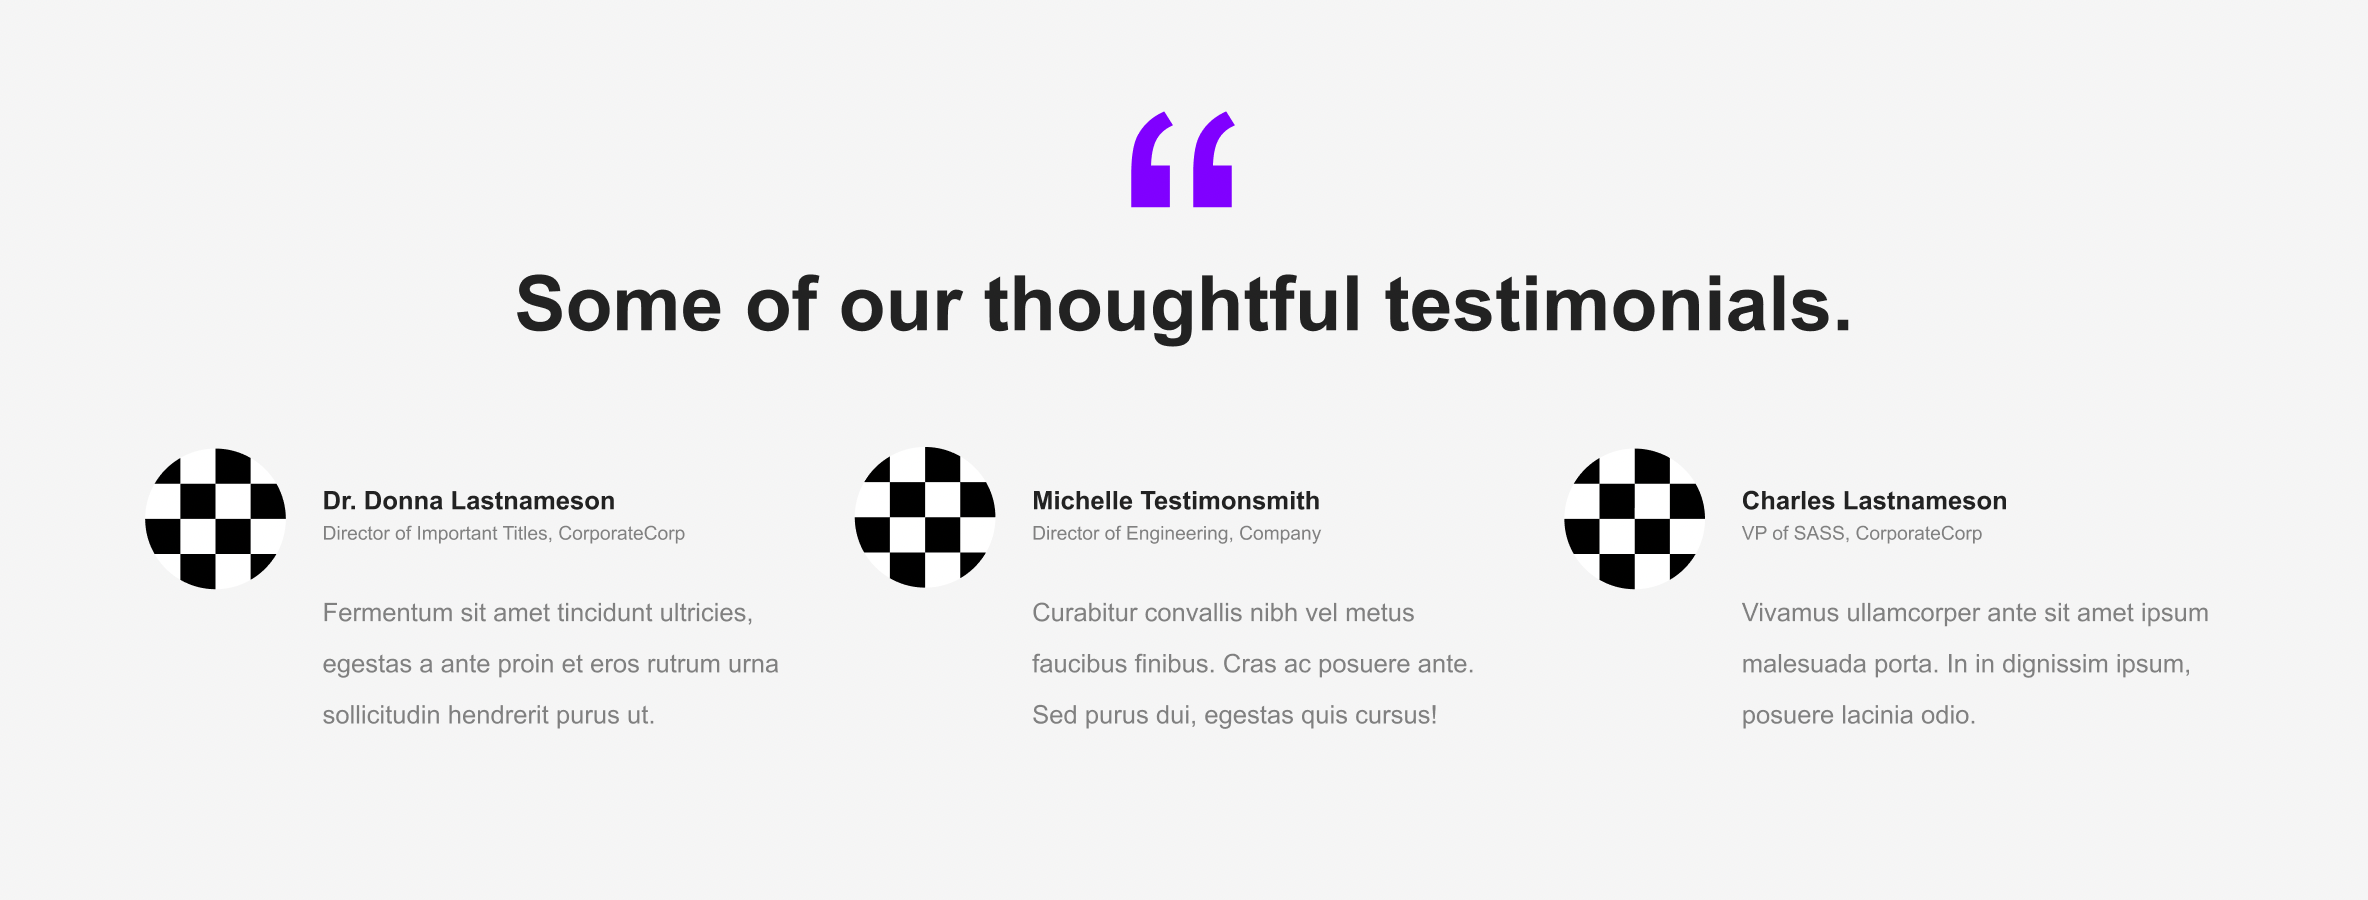 “
Some of our thoughtful testimonials.
Dr. Donna Lastnameson
Director of Important Titles, CorporateCorp
Fermentum sit amet tincidunt ultricies,
egestas a ante proin et eros rutrum urna
sollicitudin hendrerit purus ut.
Michelle Testimonsmith
Director of Engineering, Company
Curabitur convallis nibh vel metus
faucibus finibus. Cras ac posuere ante.
Sed purus dui, egestas quis cursus!
Charles Lastnameson
VP of SASS, CorporateCorp
Vivamus ullamcorper ante sit amet ipsum
malesuada porta. In in dignissim ipsum,
posuere lacinia odio.